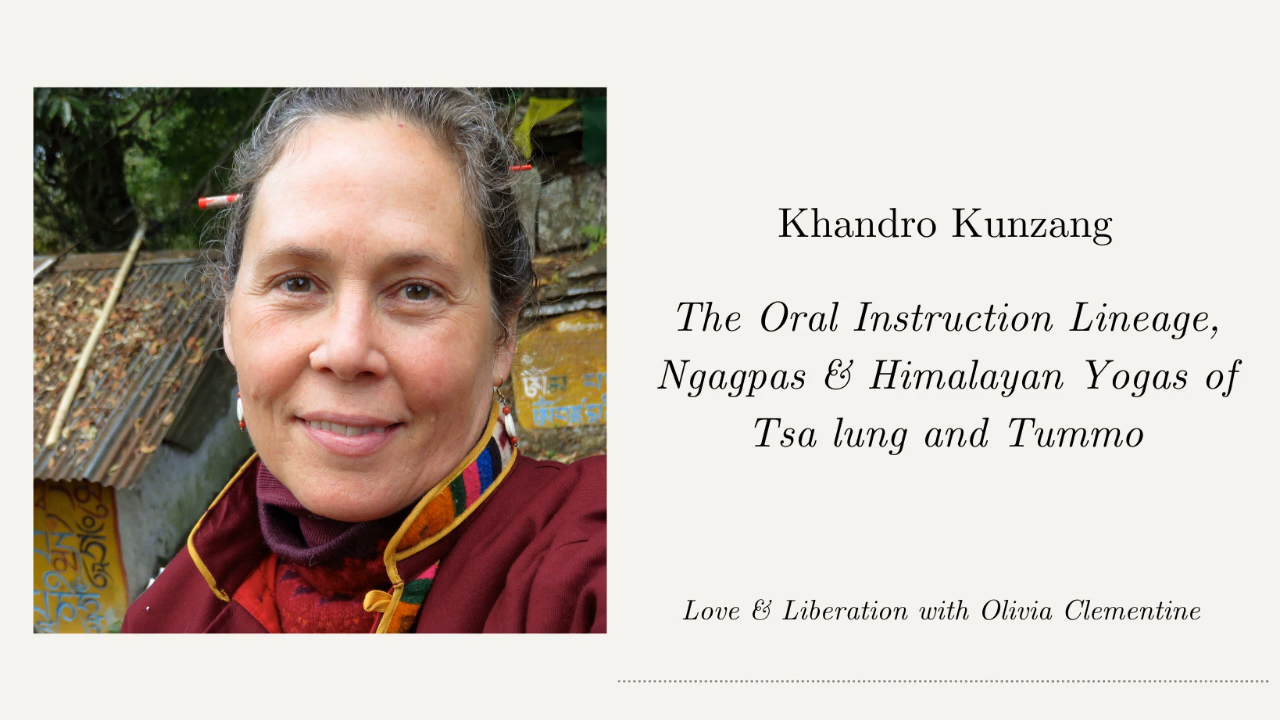 Khandro Kunzang
The Oral Instruction Lineage,
Ngagpas & Himalayan Yogas of
Tsa lung and Tummo
Love & Liberation with Olivia Clementine